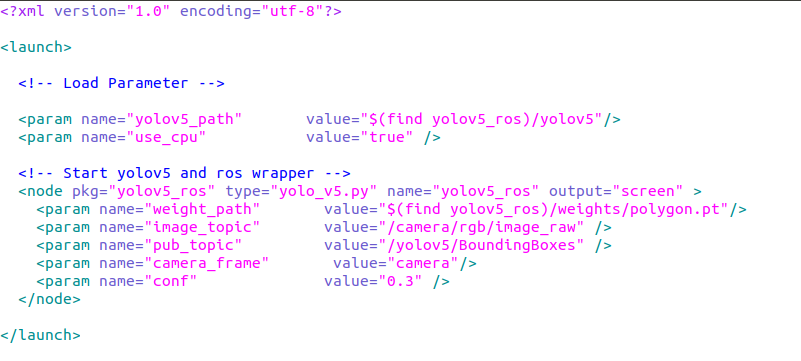 <?xml version="1.0" encoding="utf-8"?>
<launch>
<!-- Load Parameter -->
<param name="yolov5_path" value="$(find yolov5_ros)/yolov5"/>
<param name="use_cpu" value="true" />
<!-- Start yolov5 and ros wrapper -->
<node pkg="yolov5_ros" type="yolo_v5.py" name="yolov5_ros" output="screen" >
<param name="weight_path" value="$(find yolov5_ros)/weights/polygon.pt"/>
<param name="image_topic" value="/camera/rgb/image_raw" />
<param name="pub_topic" value="/yolov5/BoundingBoxes" />
<param name="camera_frame" value="camera"/>
<param name="conf" value="0.3" />
</node>
</launch>